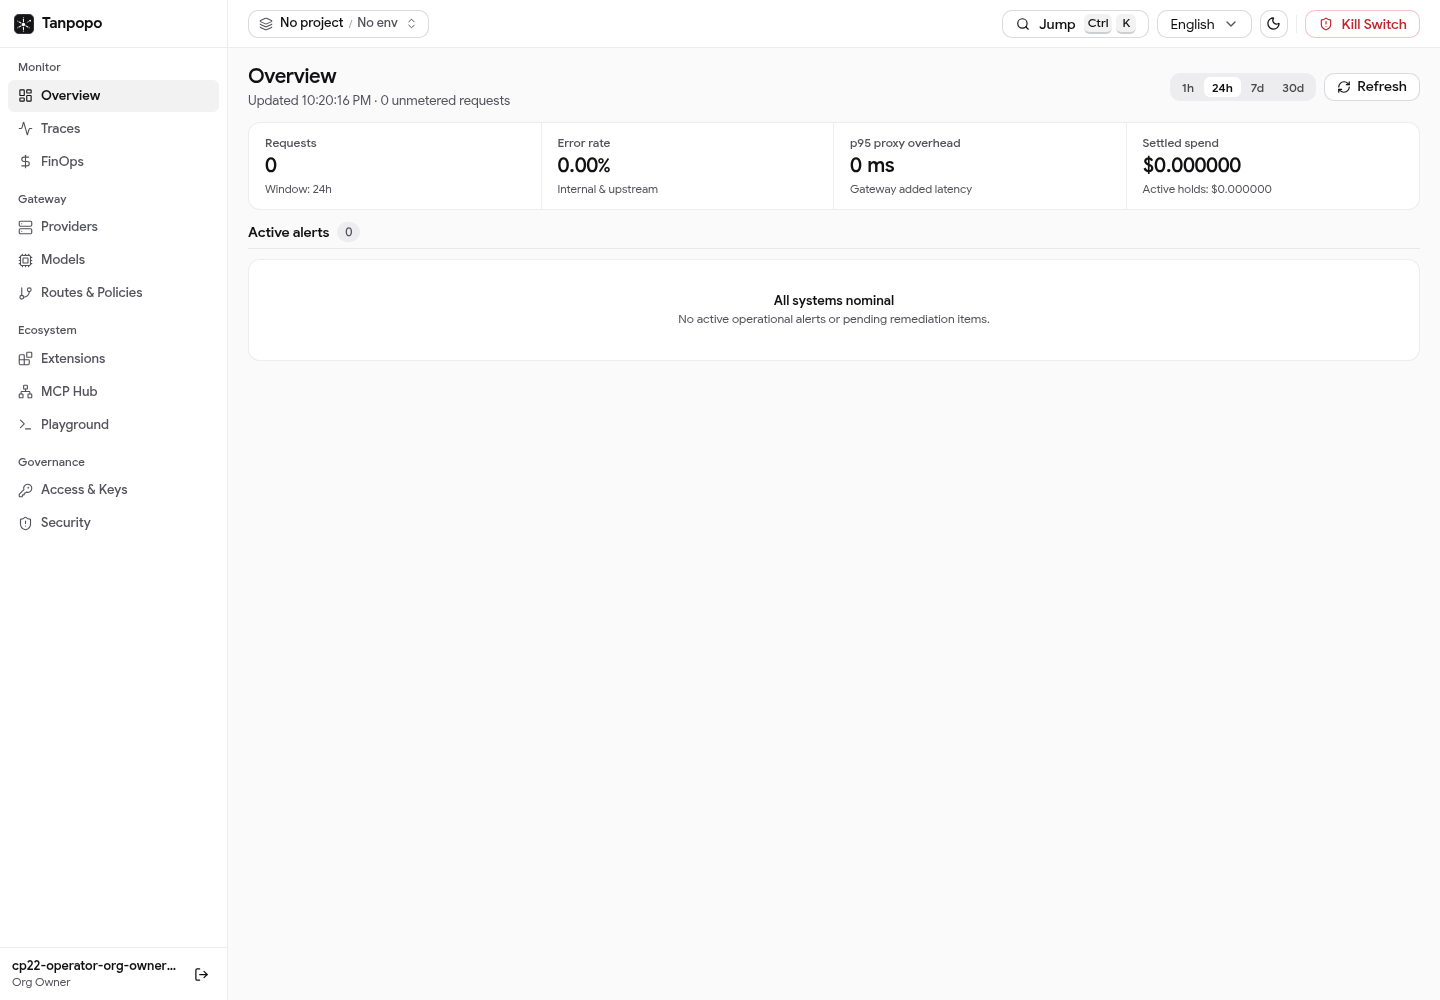 Tanpopo
No project / No env
Jump Ctrl K
English
Kill Switch
Monitor
Overview
Traces
FinOps
Gateway
Providers
Models
Routes & Policies
Ecosystem
Extensions
MCP Hub
Playground
Governance
Access & Keys
Security
cp22-operator-org-owner...
Org Owner
Overview
Updated 10:20:16 PM · 0 unmetered requests
1h 24h 7d 30d
Refresh
Requests
0
Window: 24h
Error rate
0.00%
Internal & upstream
p95 proxy overhead
0 ms
Gateway added latency
Settled spend
$0.000000
Active holds: $0.000000
Active alerts 0
All systems nominal
No active operational alerts or pending remediation items.